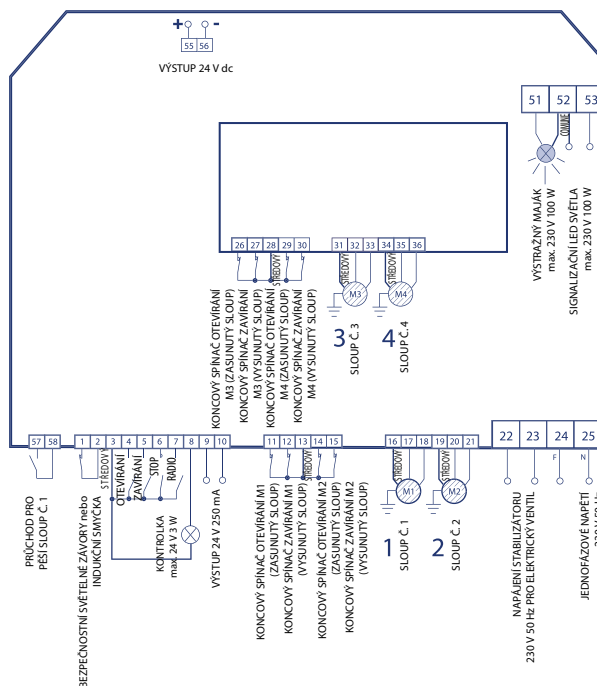 + -
55 56
VÝSTUP 24 V dc
51 52 53
COMUNE
VÝSTRAŽNÝ MAJÁK
max. 230 V 100 W
SIGNALIZAČNÍ LED SVĚTLA
max. 230 V 100 W
26 27 28 29 30
STŘEDOVÝ
31 32 33 34 35 36
STŘEDOVÝ
STŘEDOVÝ
M3
M4
KONCOVÝ SPÍNAČ OTEVÍRÁNÍ
M3 (ZASUNUTÝ SLOUP)
KONCOVÝ SPÍNAČ ZAVÍRÁNÍ
M3 (VYSUNUTÝ SLOUP)
KONCOVÝ SPÍNAČ OTEVÍRÁNÍ
M4 (ZASUNUTÝ SLOUP)
KONCOVÝ SPÍNAČ ZAVÍRÁNÍ
M4 (VYSUNUTÝ SLOUP)
3
SLOUP Č. 3
4
SLOUP Č. 4
57 58
1 2 3 4 5 6 7 8 9 10
11 12 13 14 15
16 17 18 19 20 21
22 23 24 25
PRŮCHOD PRO
PĚŠÍ SLOUP Č. 1
BEZPEČNOSTNÍ SVĚTELNÉ ZÁVORY nebo
INDUKČNÍ SMYČKA
STŘEDOVÝ
OTEVÍRÁNÍ
ZAVÍRÁNÍ
STOP
RADIO
KONTROLKA
max. 24 V 3 W
VÝSTUP 24 V 250 mA
STŘEDOVÝ
KONCOVÝ SPÍNAČ OTEVÍRÁNÍ M1
(ZASUNUTÝ SLOUP)
KONCOVÝ SPÍNAČ ZAVÍRÁNÍ M1
(VYSUNUTÝ SLOUP)
KONCOVÝ SPÍNAČ OTEVÍRÁNÍ M2
(ZASUNUTÝ SLOUP)
KONCOVÝ SPÍNAČ ZAVÍRÁNÍ M2
(VYSUNUTÝ SLOUP)
STŘEDOVÝ
STŘEDOVÝ
M1
M2
1
SLOUP Č. 1
2
SLOUP Č. 2
F
N
NAPÁJENÍ STABILIZÁTORU
230 V 50 Hz PRO ELEKTRICKÝ VENTIL
JEDNOFÁZOVÉ NAPĚTÍ